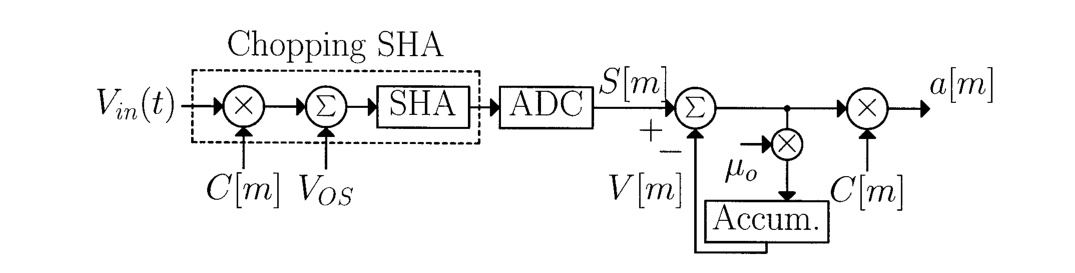 Chopping SHA
V_{in}(t) × Σ SHA ADC S[m] Σ × a[m]
+
−
×
μ_o
C[m] V_{OS} V[m] C[m]
Accum.